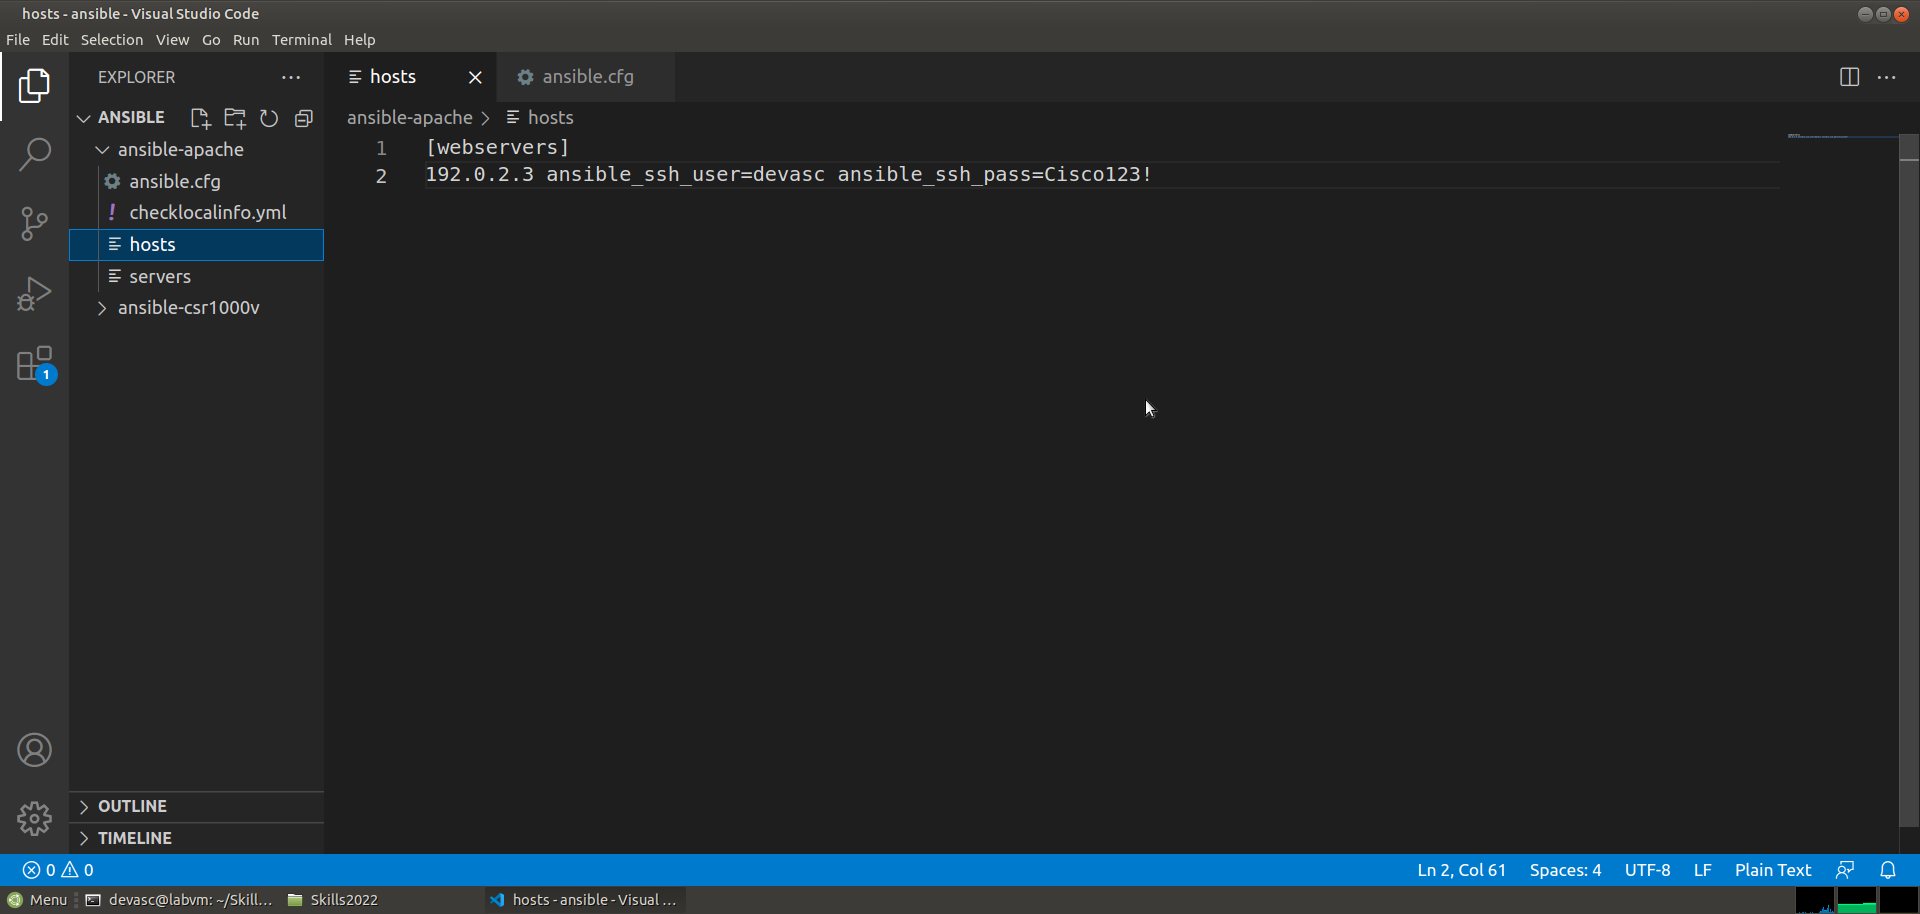 hosts - ansible - Visual Studio Code
File Edit Selection View Go Run Terminal Help
EXPLORER
hosts
ansible.cfg
ANSIBLE
ansible-apache
ansible.cfg
checklocalinfo.yml
hosts
servers
ansible-csr1000v
ansible-apache > hosts
1 [webservers]
2 192.0.2.3 ansible_ssh_user=devasc ansible_ssh_pass=Cisco123!
1
OUTLINE
TIMELINE
0 0
Ln 2, Col 61 Spaces: 4 UTF-8 LF Plain Text
Menu devasc@labvm: ~/Skill... Skills2022 hosts - ansible - Visual ...